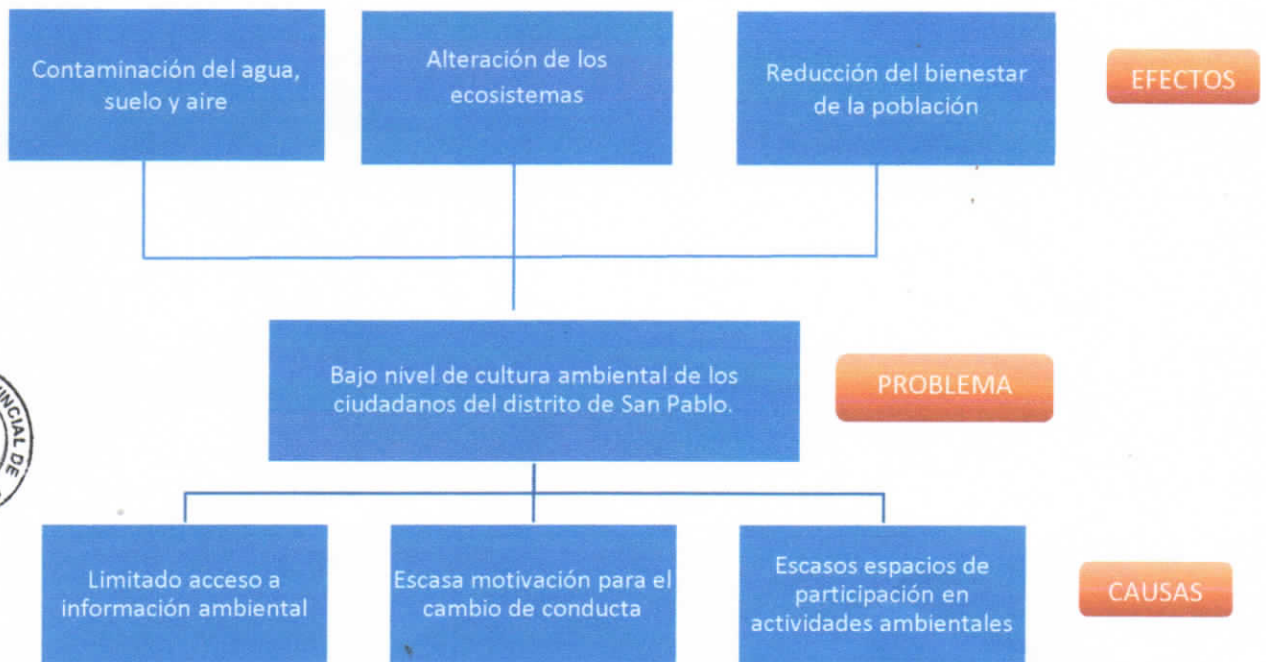 Contaminación del agua,
suelo y aire
Alteración de los
ecosistemas
Reducción del bienestar
de la población
EFECTOS
Bajo nivel de cultura ambiental de los
ciudadanos del distrito de San Pablo.
PROBLEMA
INCIAL DE
Limitado acceso a
información ambiental
Escasa motivación para el
cambio de conducta
Escasos espacios de
participación en
actividades ambientales
CAUSAS